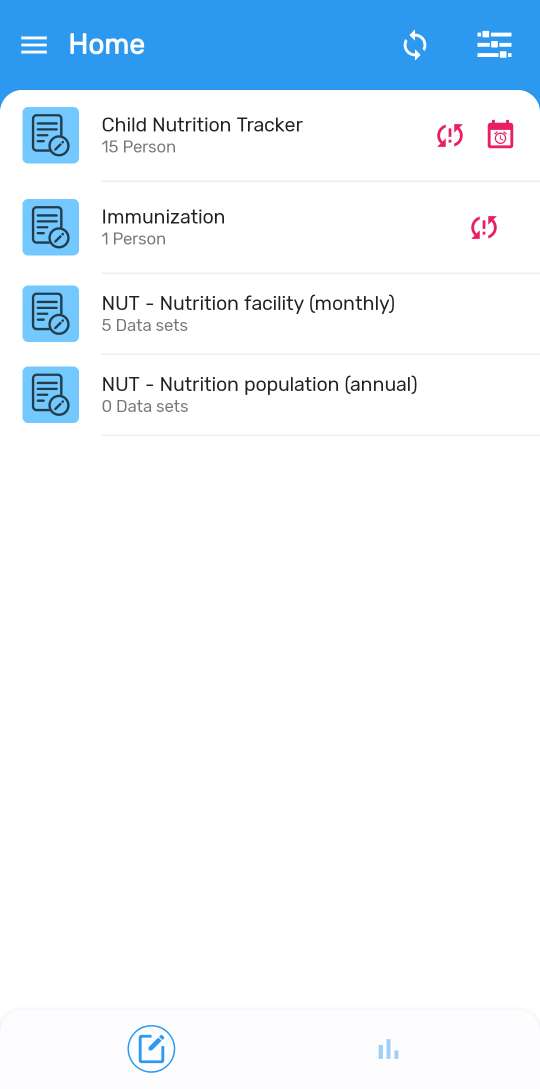 Home
Child Nutrition Tracker
15 Person
Immunization
1 Person
NUT - Nutrition facility (monthly)
5 Data sets
NUT - Nutrition population (annual)
0 Data sets